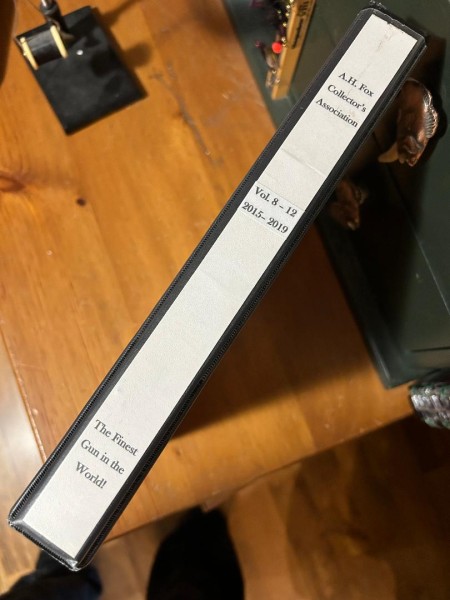 A.H. Fox
Collector's
Association
Vol. 8 – 12
2015– 2019
The Finest
Gun in the
World!